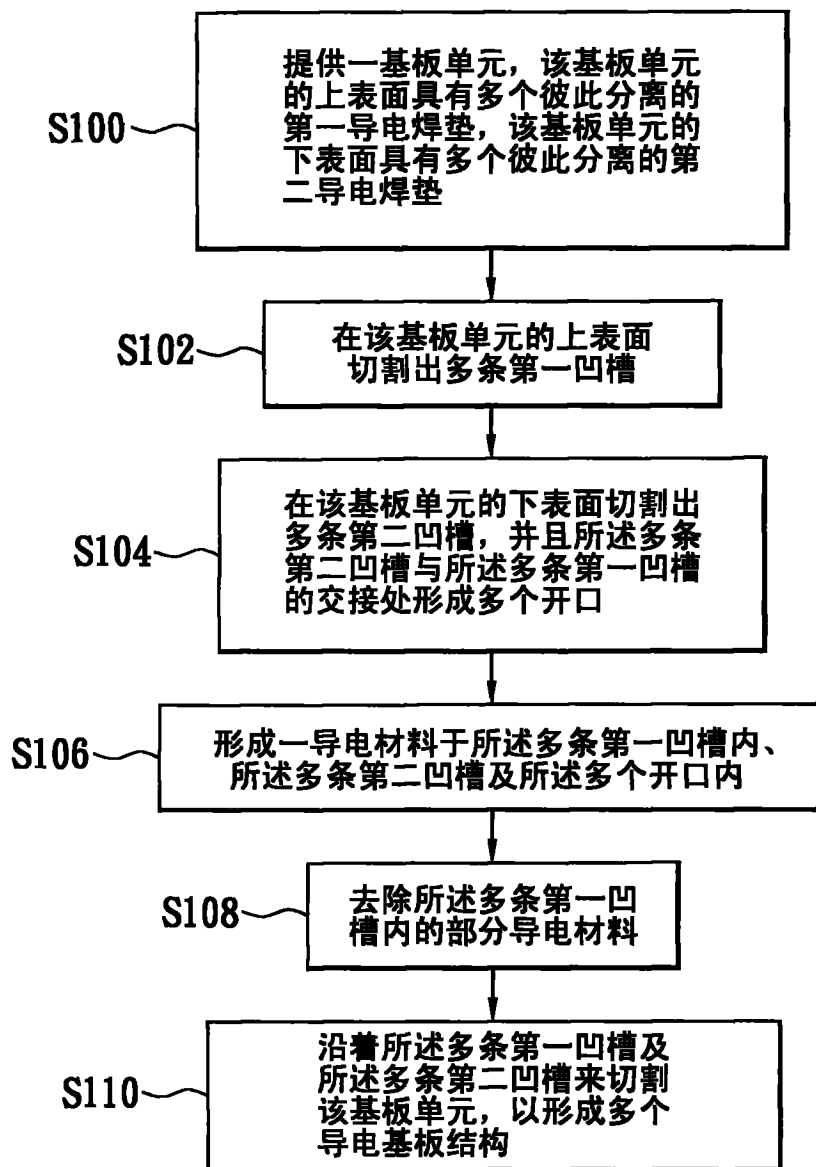 S100
提供一基板单元，该基板单元
的上表面具有多个彼此分离的
第一导电焊垫，该基板单元的
下表面具有多个彼此分离的第
二导电焊垫
S102
在该基板单元的上表面
切割出多条第一凹槽
S104
在该基板单元的下表面切割出
多条第二凹槽，并且所述多条
第二凹槽与所述多条第一凹槽
的交接处形成多个开口
S106
形成一导电材料于所述多条第一凹槽内、
所述多条第二凹槽及所述多个开口内
S108
去除所述多条第一凹
槽内的部分导电材料
S110
沿着所述多条第一凹槽及
所述多条第二凹槽来切割
该基板单元，以形成多个
导电基板结构